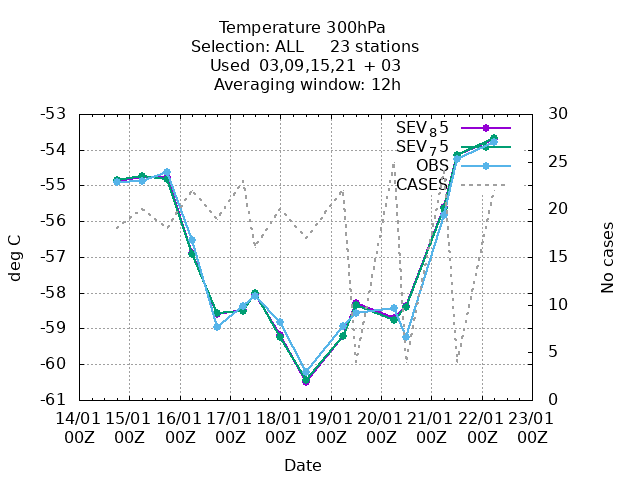 Temperature 300hPa
Selection: ALL 23 stations
Used 03,09,15,21 + 03
Averaging window: 12h
-53 30
SEV₈5
SEV₇5
-54
OBS
25
-55
CASES
20
-56
-57 15
deg C
No cases
-58
10
-59
5
-60
-61 0
14/01 15/01 16/01 17/01 18/01 19/01 20/01 21/01 22/01 23/01
00Z 00Z 00Z 00Z 00Z 00Z 00Z 00Z 00Z 00Z
Date